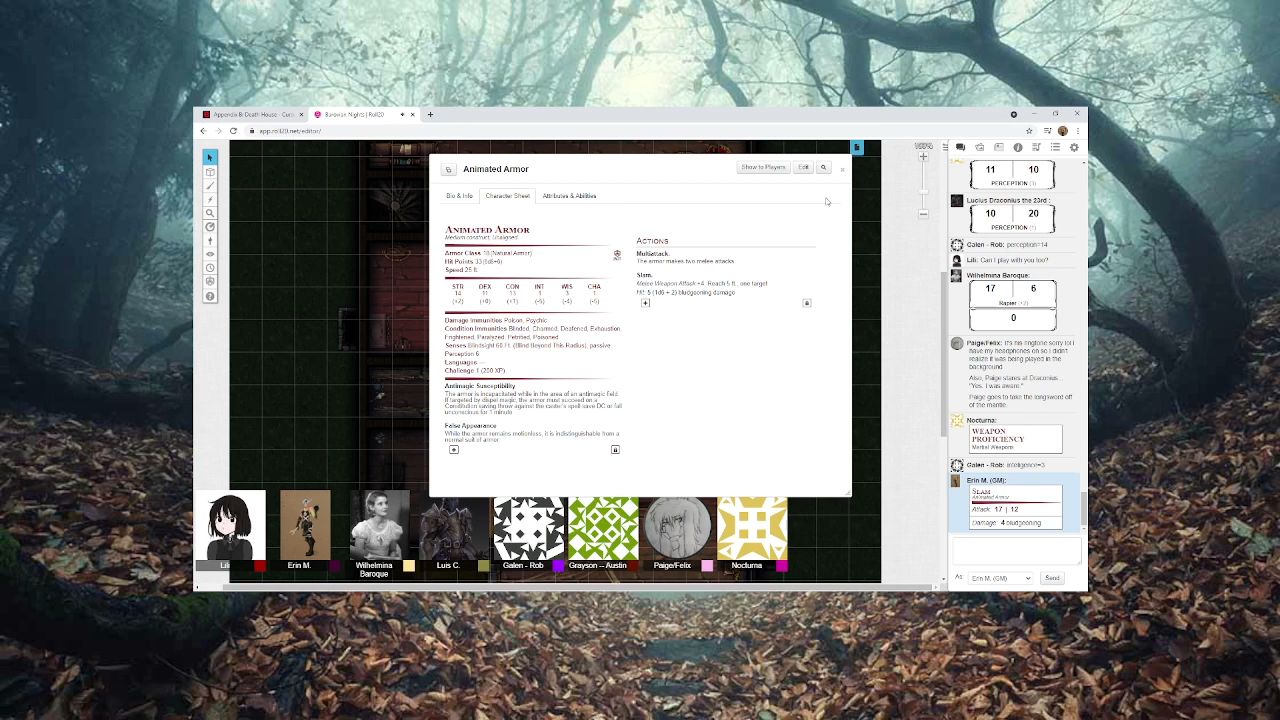 Appendix B: Death House - Curs
Barovian Nights | Roll20
app.roll20.net/editor/
100%
Animated Armor
Show to Players
Edit
Bio & Info
Character Sheet
Attributes & Abilities
Animated Armor
Medium construct, Unaligned
Armor Class 18 (Natural Armor)
Hit Points 33 (6d8+6)
Speed 25 ft.
STR DEX CON INT WIS CHA
14 11 13 1 3 1
(+2) (+0) (+1) (-5) (-4) (-5)
Damage Immunities Poison, Psychic
Condition Immunities Blinded, Charmed, Deafened, Exhaustion,
Frightened, Paralyzed, Petrified, Poisoned
Senses Blindsight 60 Ft. (Blind Beyond This Radius), passive
Perception 6
Languages —
Challenge 1 (200 XP)
Antimagic Susceptibility
The armor is incapacitated while in the area of an antimagic field.
If targeted by dispel magic, the armor must succeed on a
Constitution saving throw against the caster's spell save DC or fall
unconscious for 1 minute
False Appearance
While the armor remains motionless, it is indistinguishable from a
normal suit of armor.
Actions
Multiattack.
The armor makes two melee attacks.
Slam.
Melee Weapon Attack: +4, Reach 5 ft., one target
Hit: 5 (1d6 + 2) bludgeoning damage
11 10
PERCEPTION (3)
Lucius Draconius the 23rd :
10 20
PERCEPTION (1)
Galen - Rob: perception=14
Lili: Can I play with you too?
Wilhelmina Baroque:
17 6
Rapier (+2)
0
Paige/Felix: It's his ringtone sorry lol I
have my headphones on so I didn't
realize it was being played in the
background
Also, Paige stares at Draconius...
"Yes. I was aware."
Paige goes to take the longsword off
of the mantle
Nocturna:
WEAPON
PROFICIENCY
Martial Weapons
Galen - Rob: intelligence=3
Erin M. (GM):
Slam
Animated Armor
Attack: 17 | 12
Damage: 4 bludgeoning
As: Erin M. (GM)
Send
Lili
Erin M.
Wilhelmina
Baroque
Luis C.
Galen - Rob
Grayson -- Austin
Paige/Felix
Nocturna